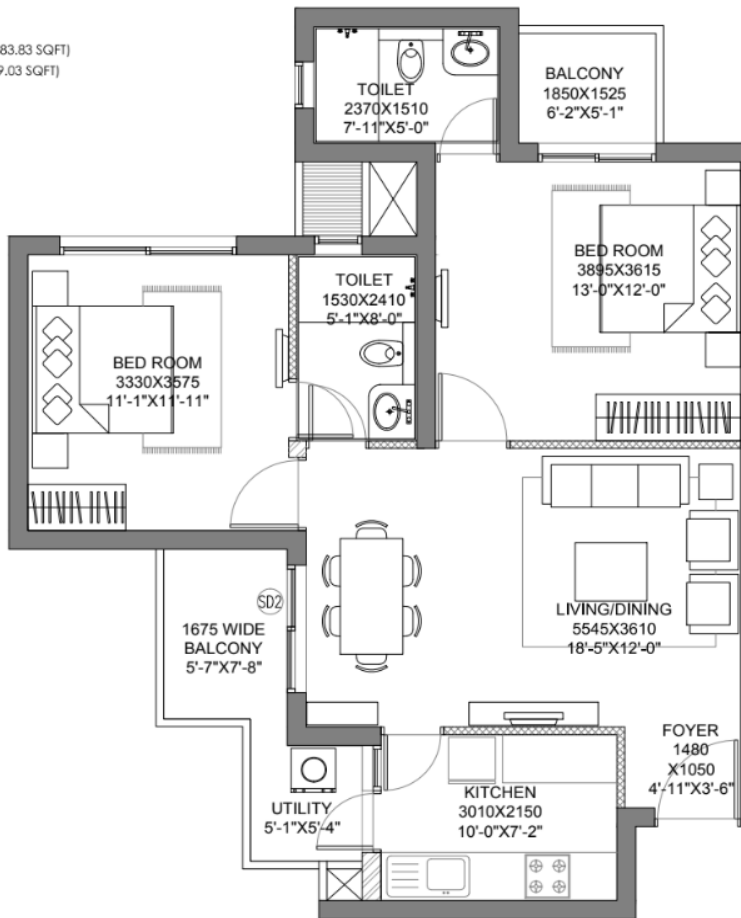 83.83 SQFT)
9.03 SQFT)
TOILET
2370X1510
7'-11"X5'-0"
BALCONY
1850X1525
6'-2"X5'-1"
TOILET
1530X2410
5'-1"X8'-0"
BED ROOM
3895X3615
13'-0"X12'-0"
BED ROOM
3330X3575
11'-1"X11'-11"
SD2
1675 WIDE
BALCONY
5'-7"X7'-8"
LIVING/DINING
5545X3610
18'-5"X12'-0"
FOYER
1480
X1050
4'-11"X3'-6"
UTILITY
5'-1"X5'-4"
KITCHEN
3010X2150
10'-0"X7'-2"